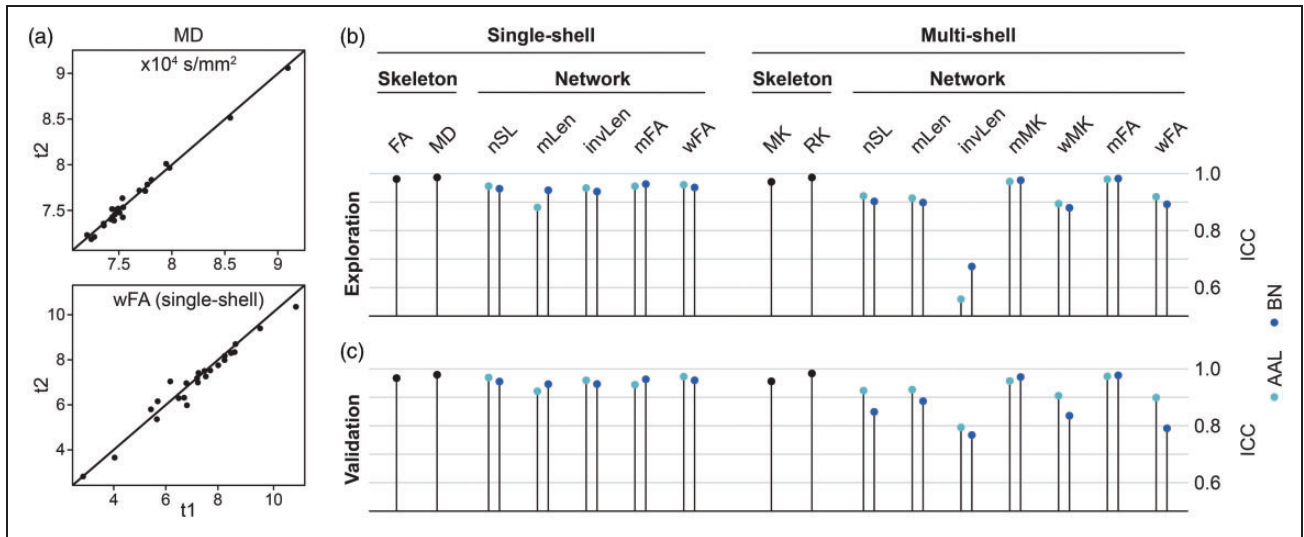 (a)
MD
x10⁴ s/mm²
t2
9
8.5
8
7.5
7.5
8
8.5
9
wFA (single-shell)
t2
10
8
6
4
4
6
8
10
t1
(b)
Single-shell
Multi-shell
Skeleton
Network
Skeleton
Network
FA
MD
nSL
mLen
invLen
mFA
wFA
MK
RK
nSL
mLen
invLen
mMK
wMK
mFA
wFA
Exploration
1.0
0.8
0.6
ICC
(c)
Validation
1.0
0.8
0.6
ICC
AAL
BN